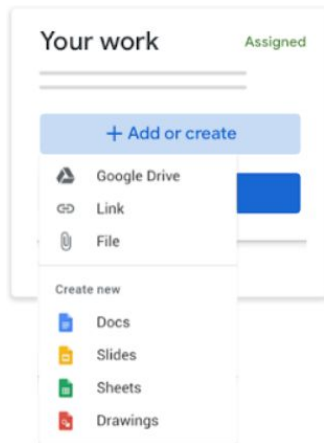 Your work
Assigned
+ Add or create
Google Drive
Link
File
Create new
Docs
Slides
Sheets
Drawings